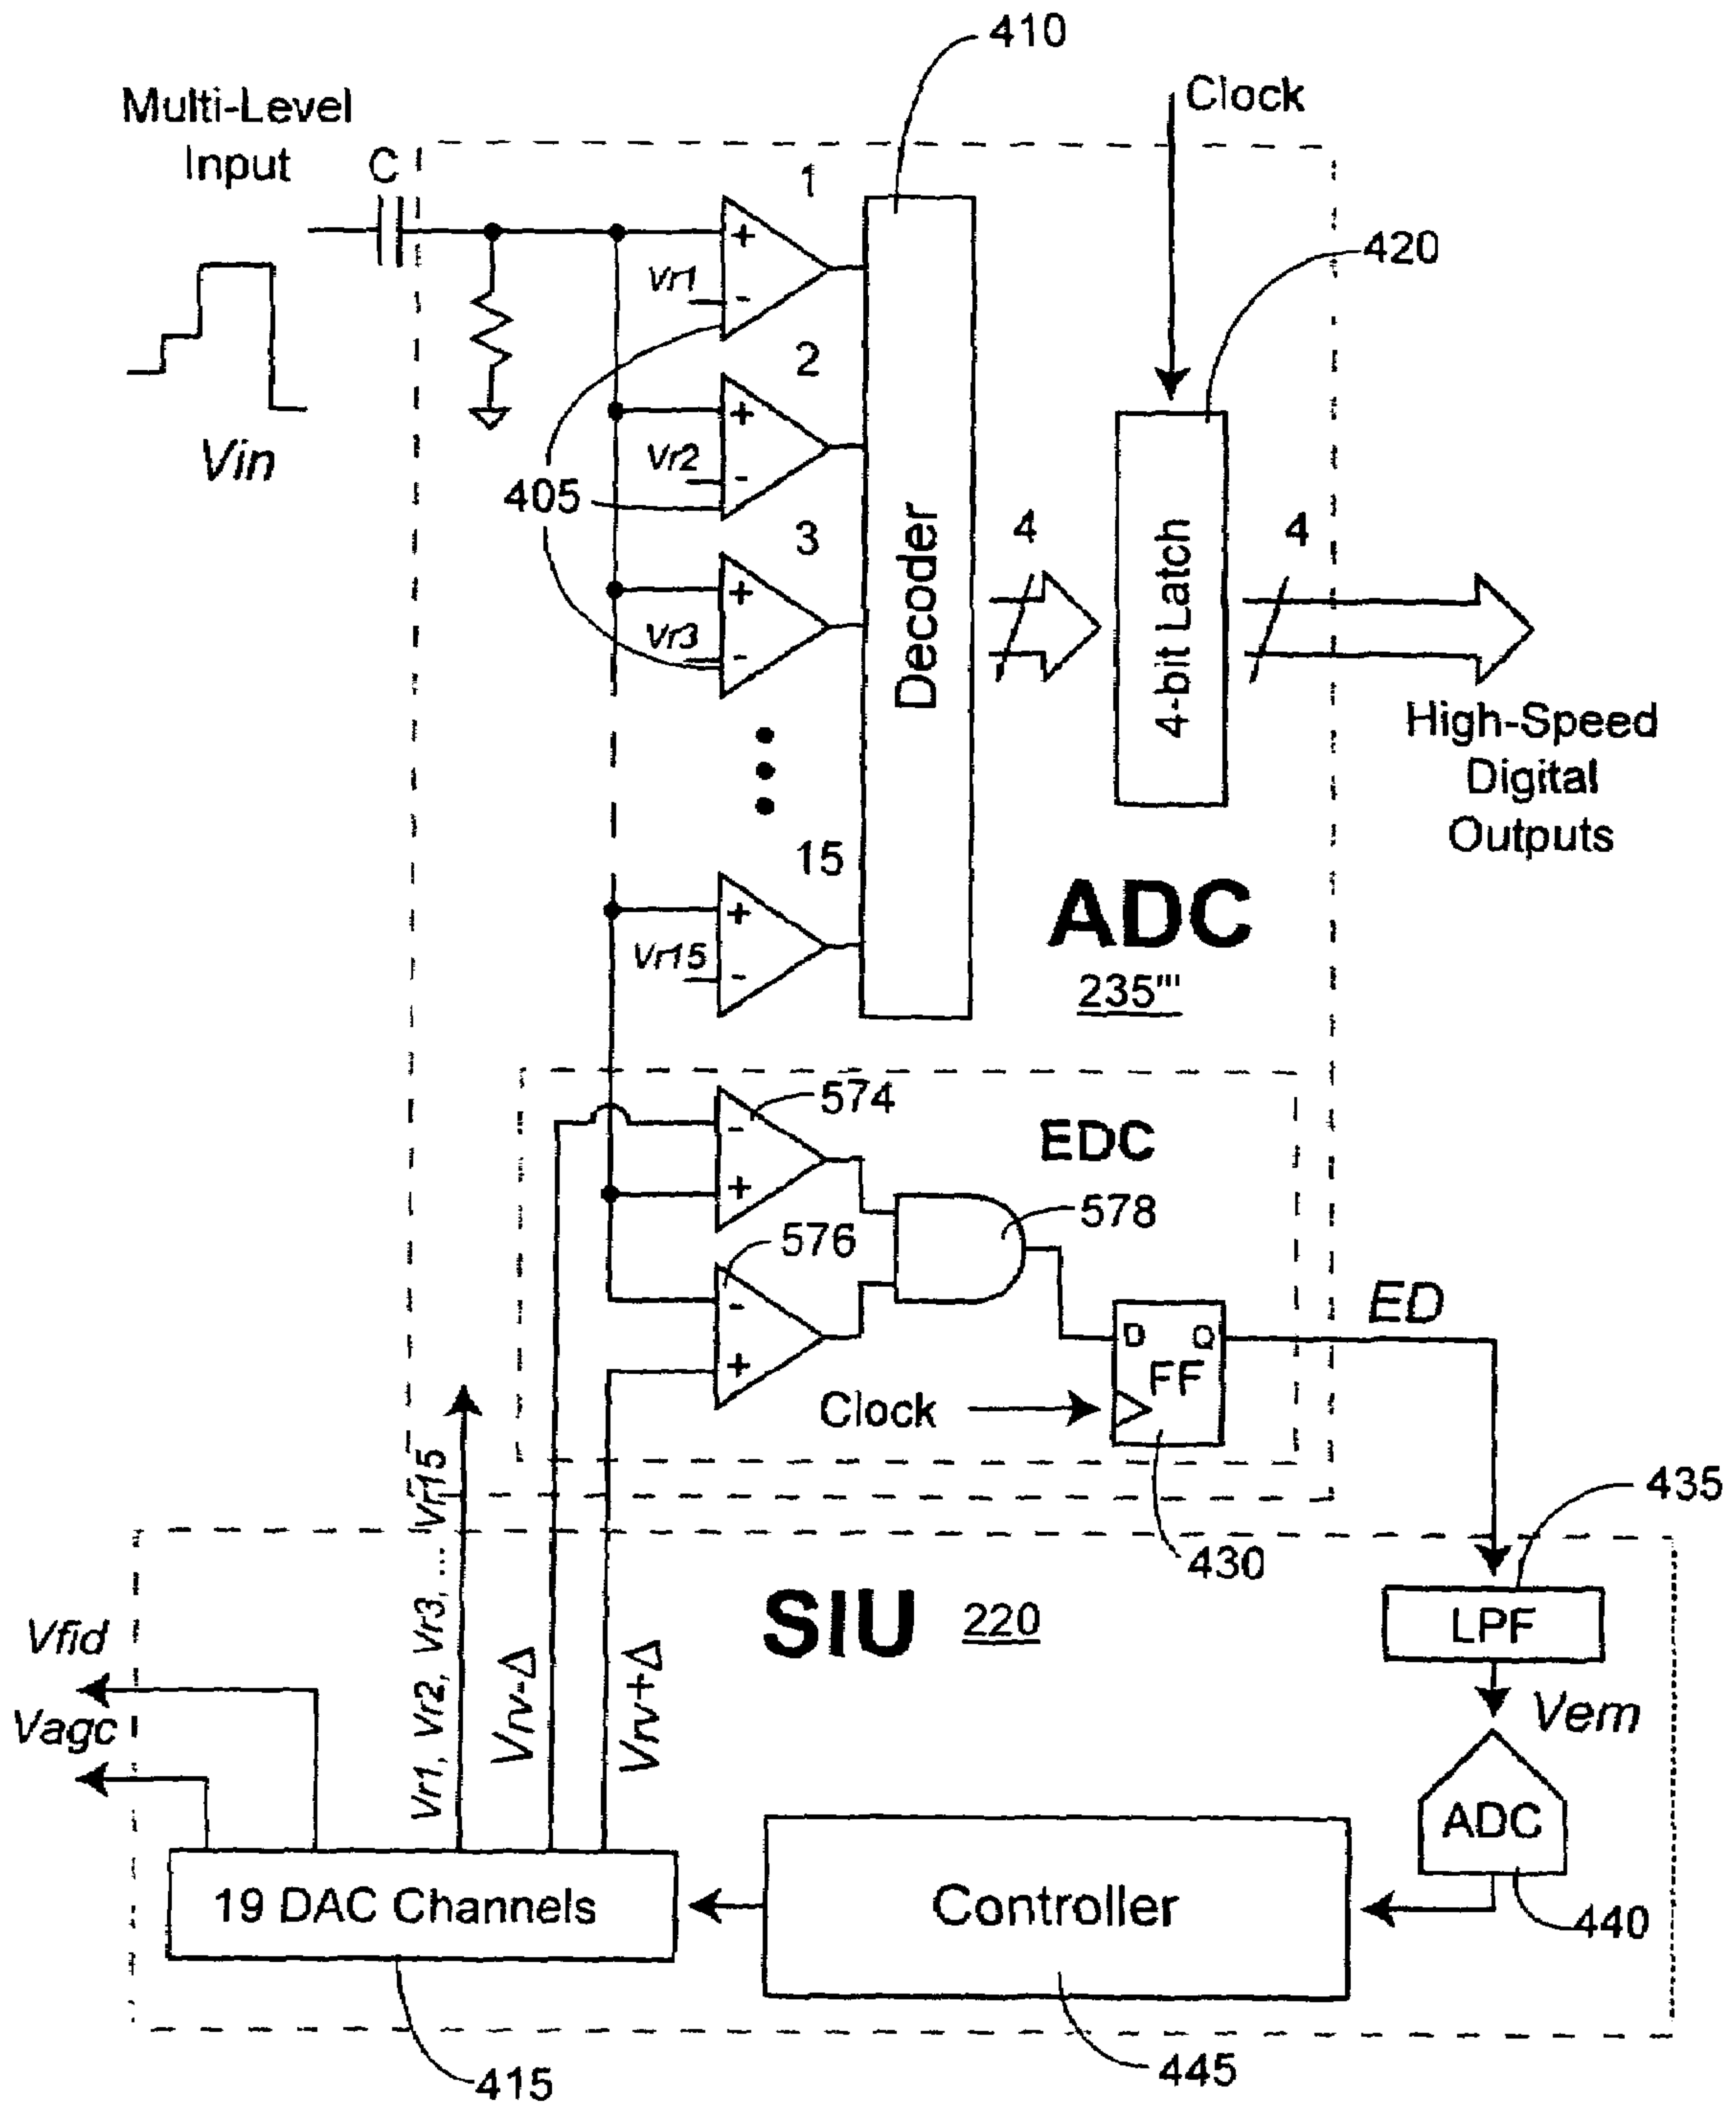 410
Clock
Multi-Level
Input
C
1
+
vr1
-
420
2
+
Vr2
-
Vin
405
3
+
Vr3
-
Decoder
4
4-bit Latch
4
High-Speed
Digital
Outputs
15
+
Vr15
-
ADC
235'''
574
-
+
EDC
578
576
-
+
ED
D Q
FF
Clock
430
435
SIU 220
LPF
Vem
Vfid
Vagc
Vr1, Vr2, Vr3, ... Vr15
Vrv-Δ
Vrv+Δ
ADC
440
19 DAC Channels
Controller
415
445